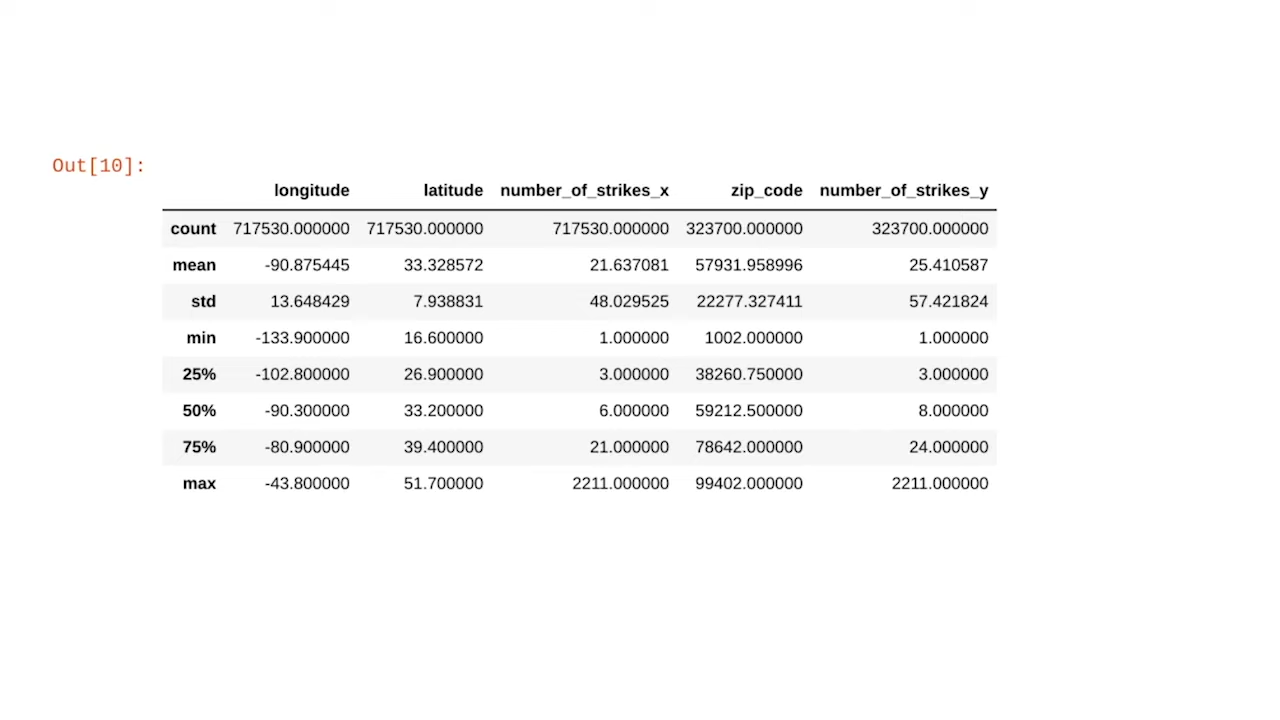 Out[10]:
longitude latitude number_of_strikes_x zip_code number_of_strikes_y
count 717530.000000 717530.000000 717530.000000 323700.000000 323700.000000
mean -90.875445 33.328572 21.637081 57931.958996 25.410587
std 13.648429 7.938831 48.029525 22277.327411 57.421824
min -133.900000 16.600000 1.000000 1002.000000 1.000000
25% -102.800000 26.900000 3.000000 38260.750000 3.000000
50% -90.300000 33.200000 6.000000 59212.500000 8.000000
75% -80.900000 39.400000 21.000000 78642.000000 24.000000
max -43.800000 51.700000 2211.000000 99402.000000 2211.000000